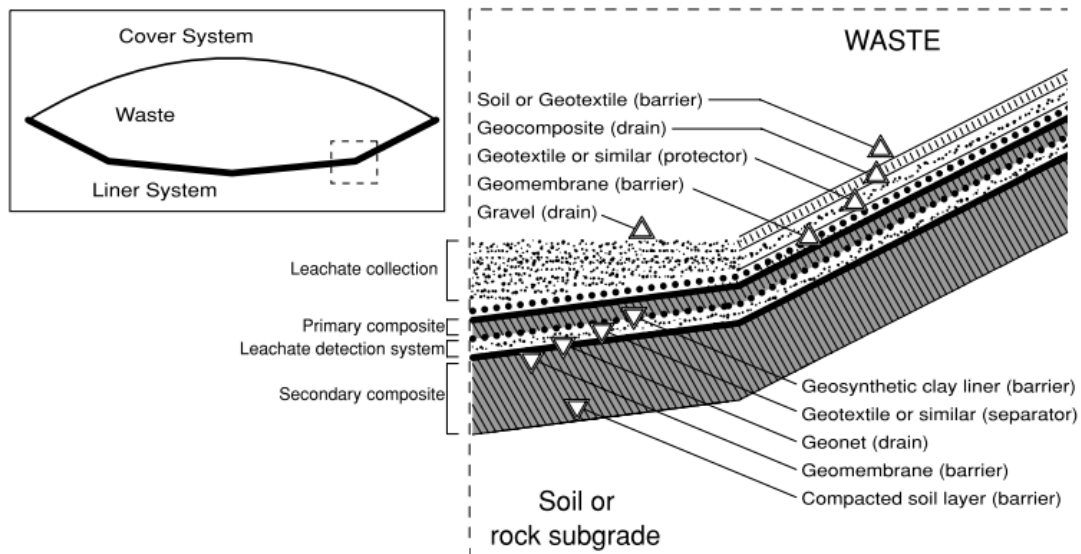 Cover System
Waste
Liner System
WASTE
Soil or Geotextile (barrier)
Geocomposite (drain)
Geotextile or similar (protector)
Geomembrane (barrier)
Gravel (drain)
Leachate collection
Primary composite
Leachate detection system
Secondary composite
Geosynthetic clay liner (barrier)
Geotextile or similar (separator)
Geonet (drain)
Geomembrane (barrier)
Compacted soil layer (barrier)
Soil or
rock subgrade